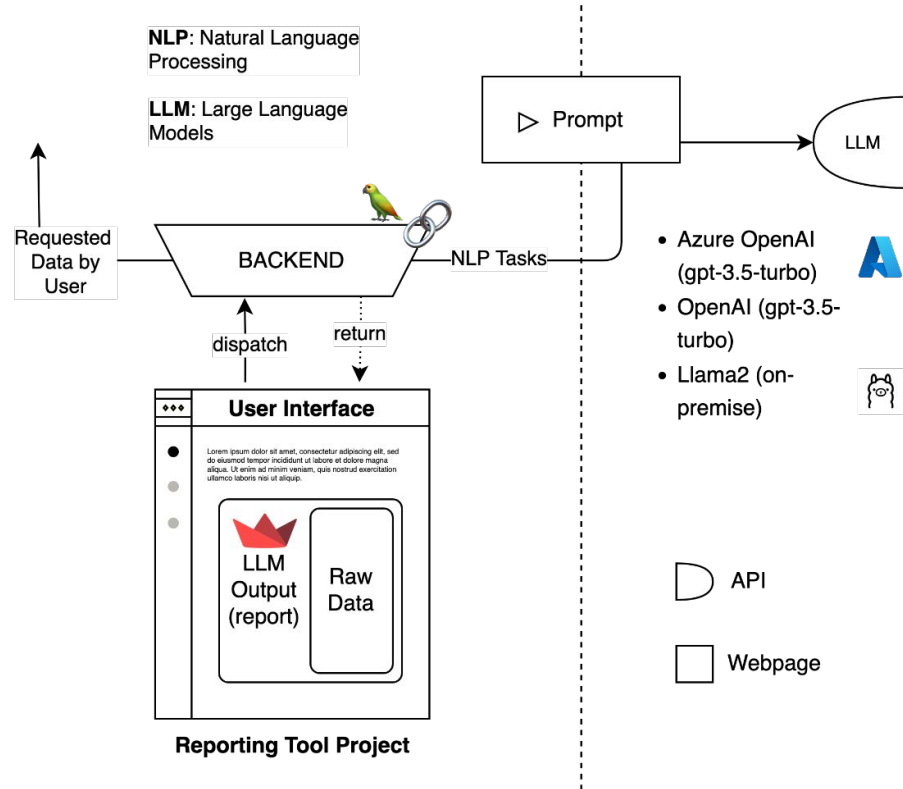 NLP: Natural Language
Processing
LLM: Large Language
Models
Prompt
LLM
Requested
Data by
User
BACKEND
NLP Tasks
dispatch
return
• Azure OpenAI
(gpt-3.5-turbo)
• OpenAI (gpt-3.5-
turbo)
• Llama2 (on-
premise)
User Interface
Lorem ipsum dolor sit amet, consectetur adipiscing elit, sed
do eiusmod tempor incididunt ut labore et dolore magna
aliqua. Ut enim ad minim veniam, quis nostrud exercitation
ullamco laboris nisi ut aliquip.
LLM
Output
(report)
Raw
Data
API
Webpage
Reporting Tool Project